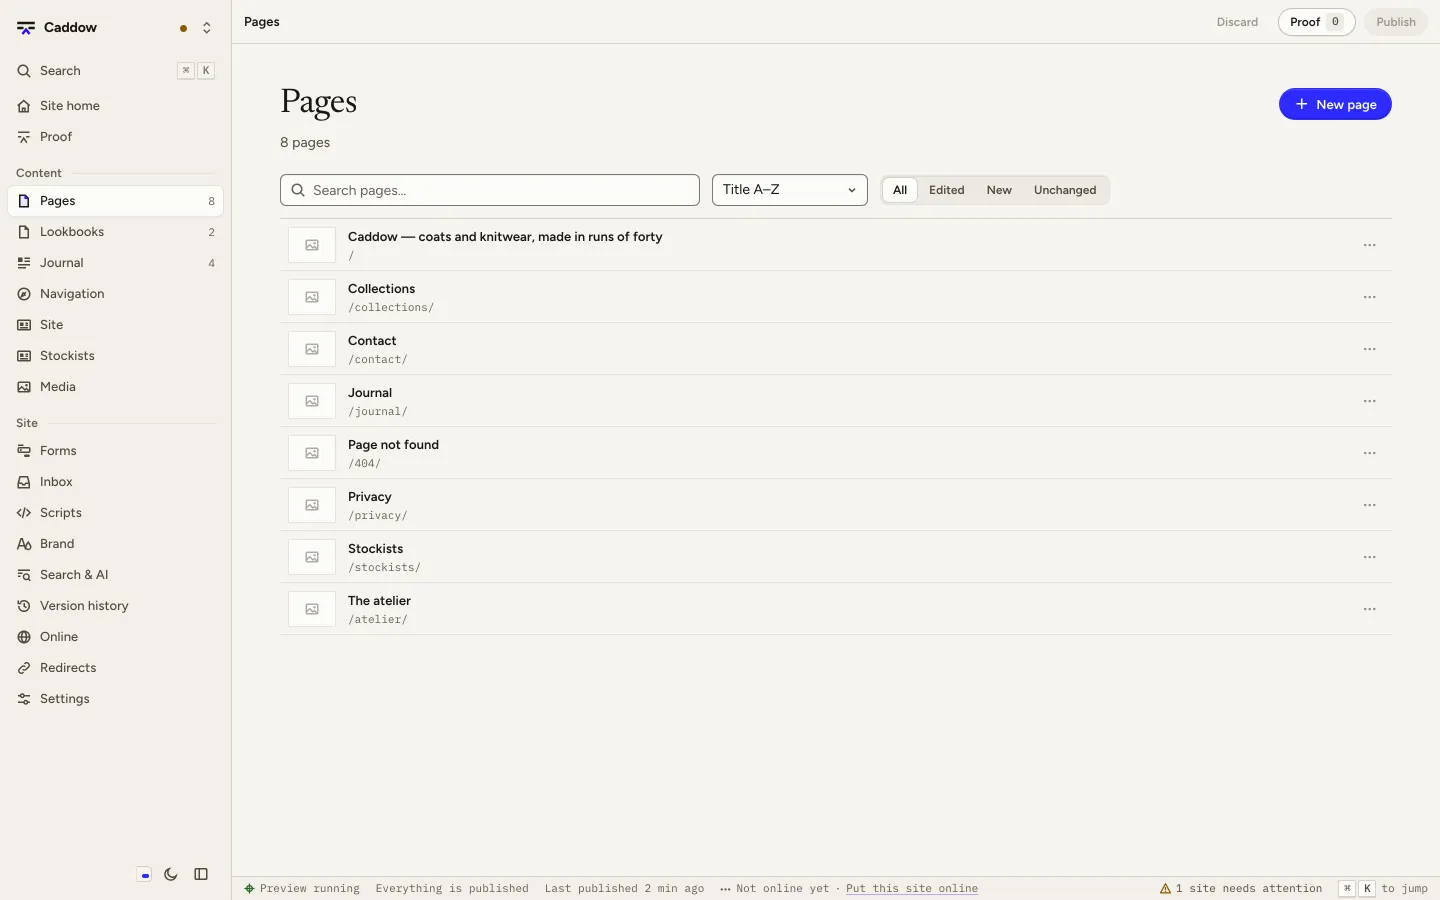 Caddow
Search ⌘ K
Site home
Proof
Content
Pages 8
Lookbooks 2
Journal 4
Navigation
Site
Stockists
Media
Site
Forms
Inbox
Scripts
Brand
Search & AI
Version history
Online
Redirects
Settings
Pages
Discard
Proof 0
Publish
Pages
New page
8 pages
Search pages...
Title A–Z
All Edited New Unchanged
Caddow — coats and knitwear, made in runs of forty
/
Collections
/collections/
Contact
/contact/
Journal
/journal/
Page not found
/404/
Privacy
/privacy/
Stockists
/stockists/
The atelier
/atelier/
Preview running Everything is published Last published 2 min ago Not online yet · Put this site online 1 site needs attention ⌘ K to jump